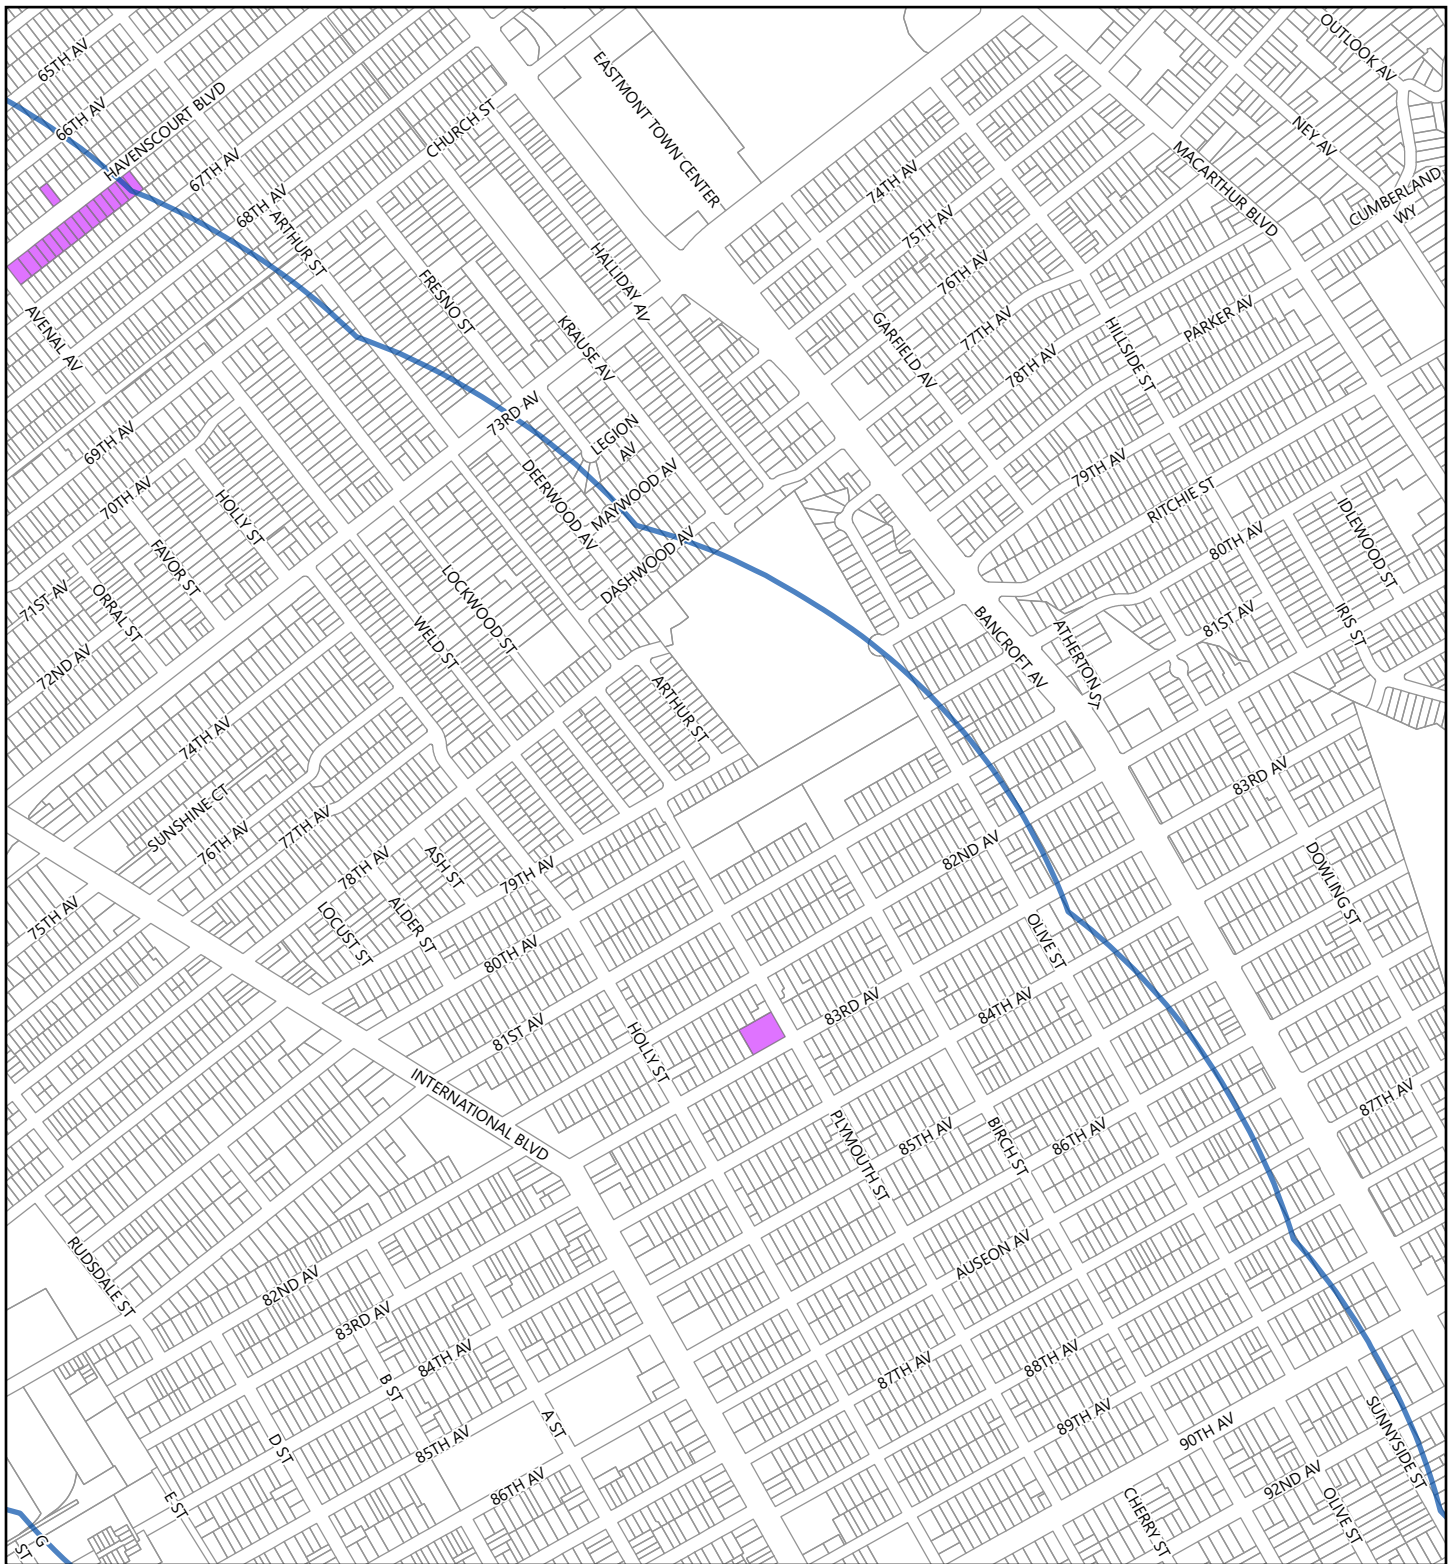 65TH AV
66TH AV
HAVENSCOURT BLVD
67TH AV
68TH AV
ARTHUR ST
CHURCH ST
EASTMONT TOWN CENTER
OUTLOOK AV
NEY AV
MACARTHUR BLVD
CUMBERLAND
WY
74TH AV
75TH AV
76TH AV
77TH AV
78TH AV
GARFIELD AV
HILLSIDE ST
PARKER AV
AVENAL AV
FRESNO ST
HALLIDAY AV
KRAUSE AV
73RD AV
LEGION
AV
MAYWOOD AV
DEERWOOD AV
DASHWOOD AV
69TH AV
70TH AV
HOLLY ST
FAVOR ST
71ST AV
ORRAL ST
72ND AV
LOCKWOOD ST
WELD ST
ARTHUR ST
79TH AV
RITCHIE ST
80TH AV
IDLEWOOD ST
81ST AV
IRIS ST
BANCROFT AV
ATHERTON ST
74TH AV
SUNSHINE CT
76TH AV
77TH AV
78TH AV
ASH ST
79TH AV
ALDER ST
LOCUST ST
80TH AV
75TH AV
83RD AV
DOWLING ST
82ND AV
OLIVE ST
83RD AV
84TH AV
81ST AV
HOLLY ST
INTERNATIONAL BLVD
PLYMOUTH ST
85TH AV
BIRCH ST
86TH AV
87TH AV
AUSEON AV
RUDSDALE ST
82ND AV
83RD AV
84TH AV
B ST
A ST
85TH AV
D ST
86TH AV
E ST
G
ST
87TH AV
88TH AV
89TH AV
90TH AV
92ND AV
SUNNYSIDE ST
CHERRY ST
OLIVE ST